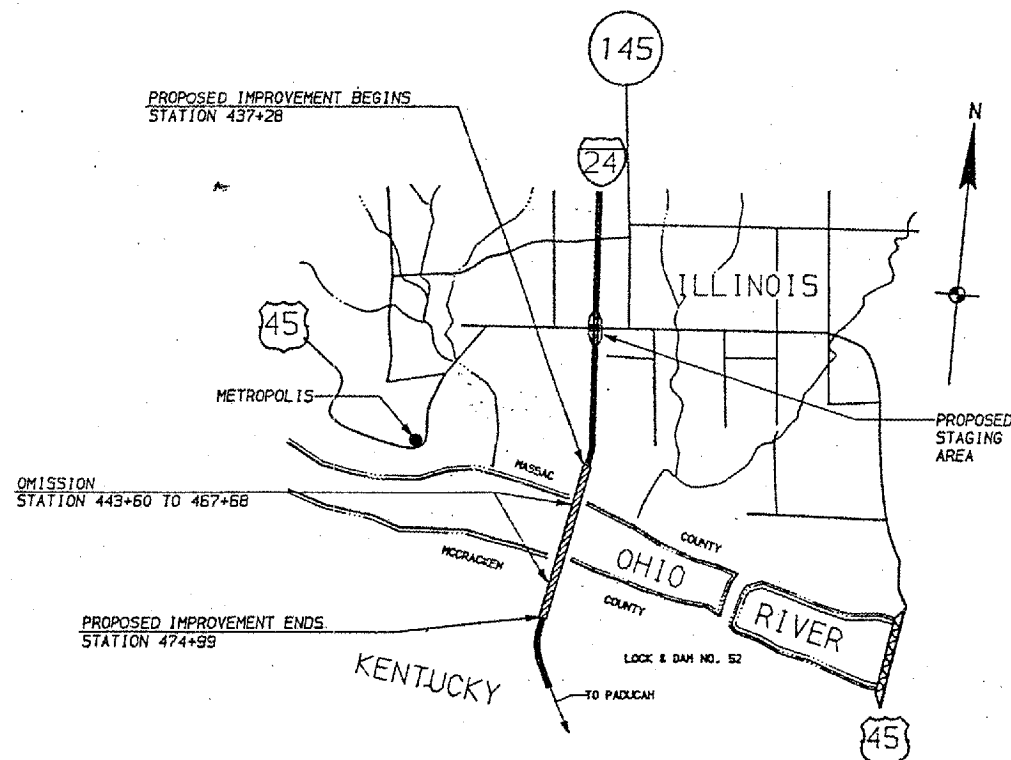 145
PROPOSED IMPROVEMENT BEGINS
STATION 437+28
N
24
ILLINOIS
45
METROPOLIS
PROPOSED
STAGING
AREA
MASSAC
OMISSION
STATION 443+60 TO 467+68
COUNTY
MCCRACKEN
OHIO
COUNTY
RIVER
PROPOSED IMPROVEMENT ENDS
STATION 474+99
LOCK & DAM NO. 52
KENTUCKY
TO PADUCAH
45